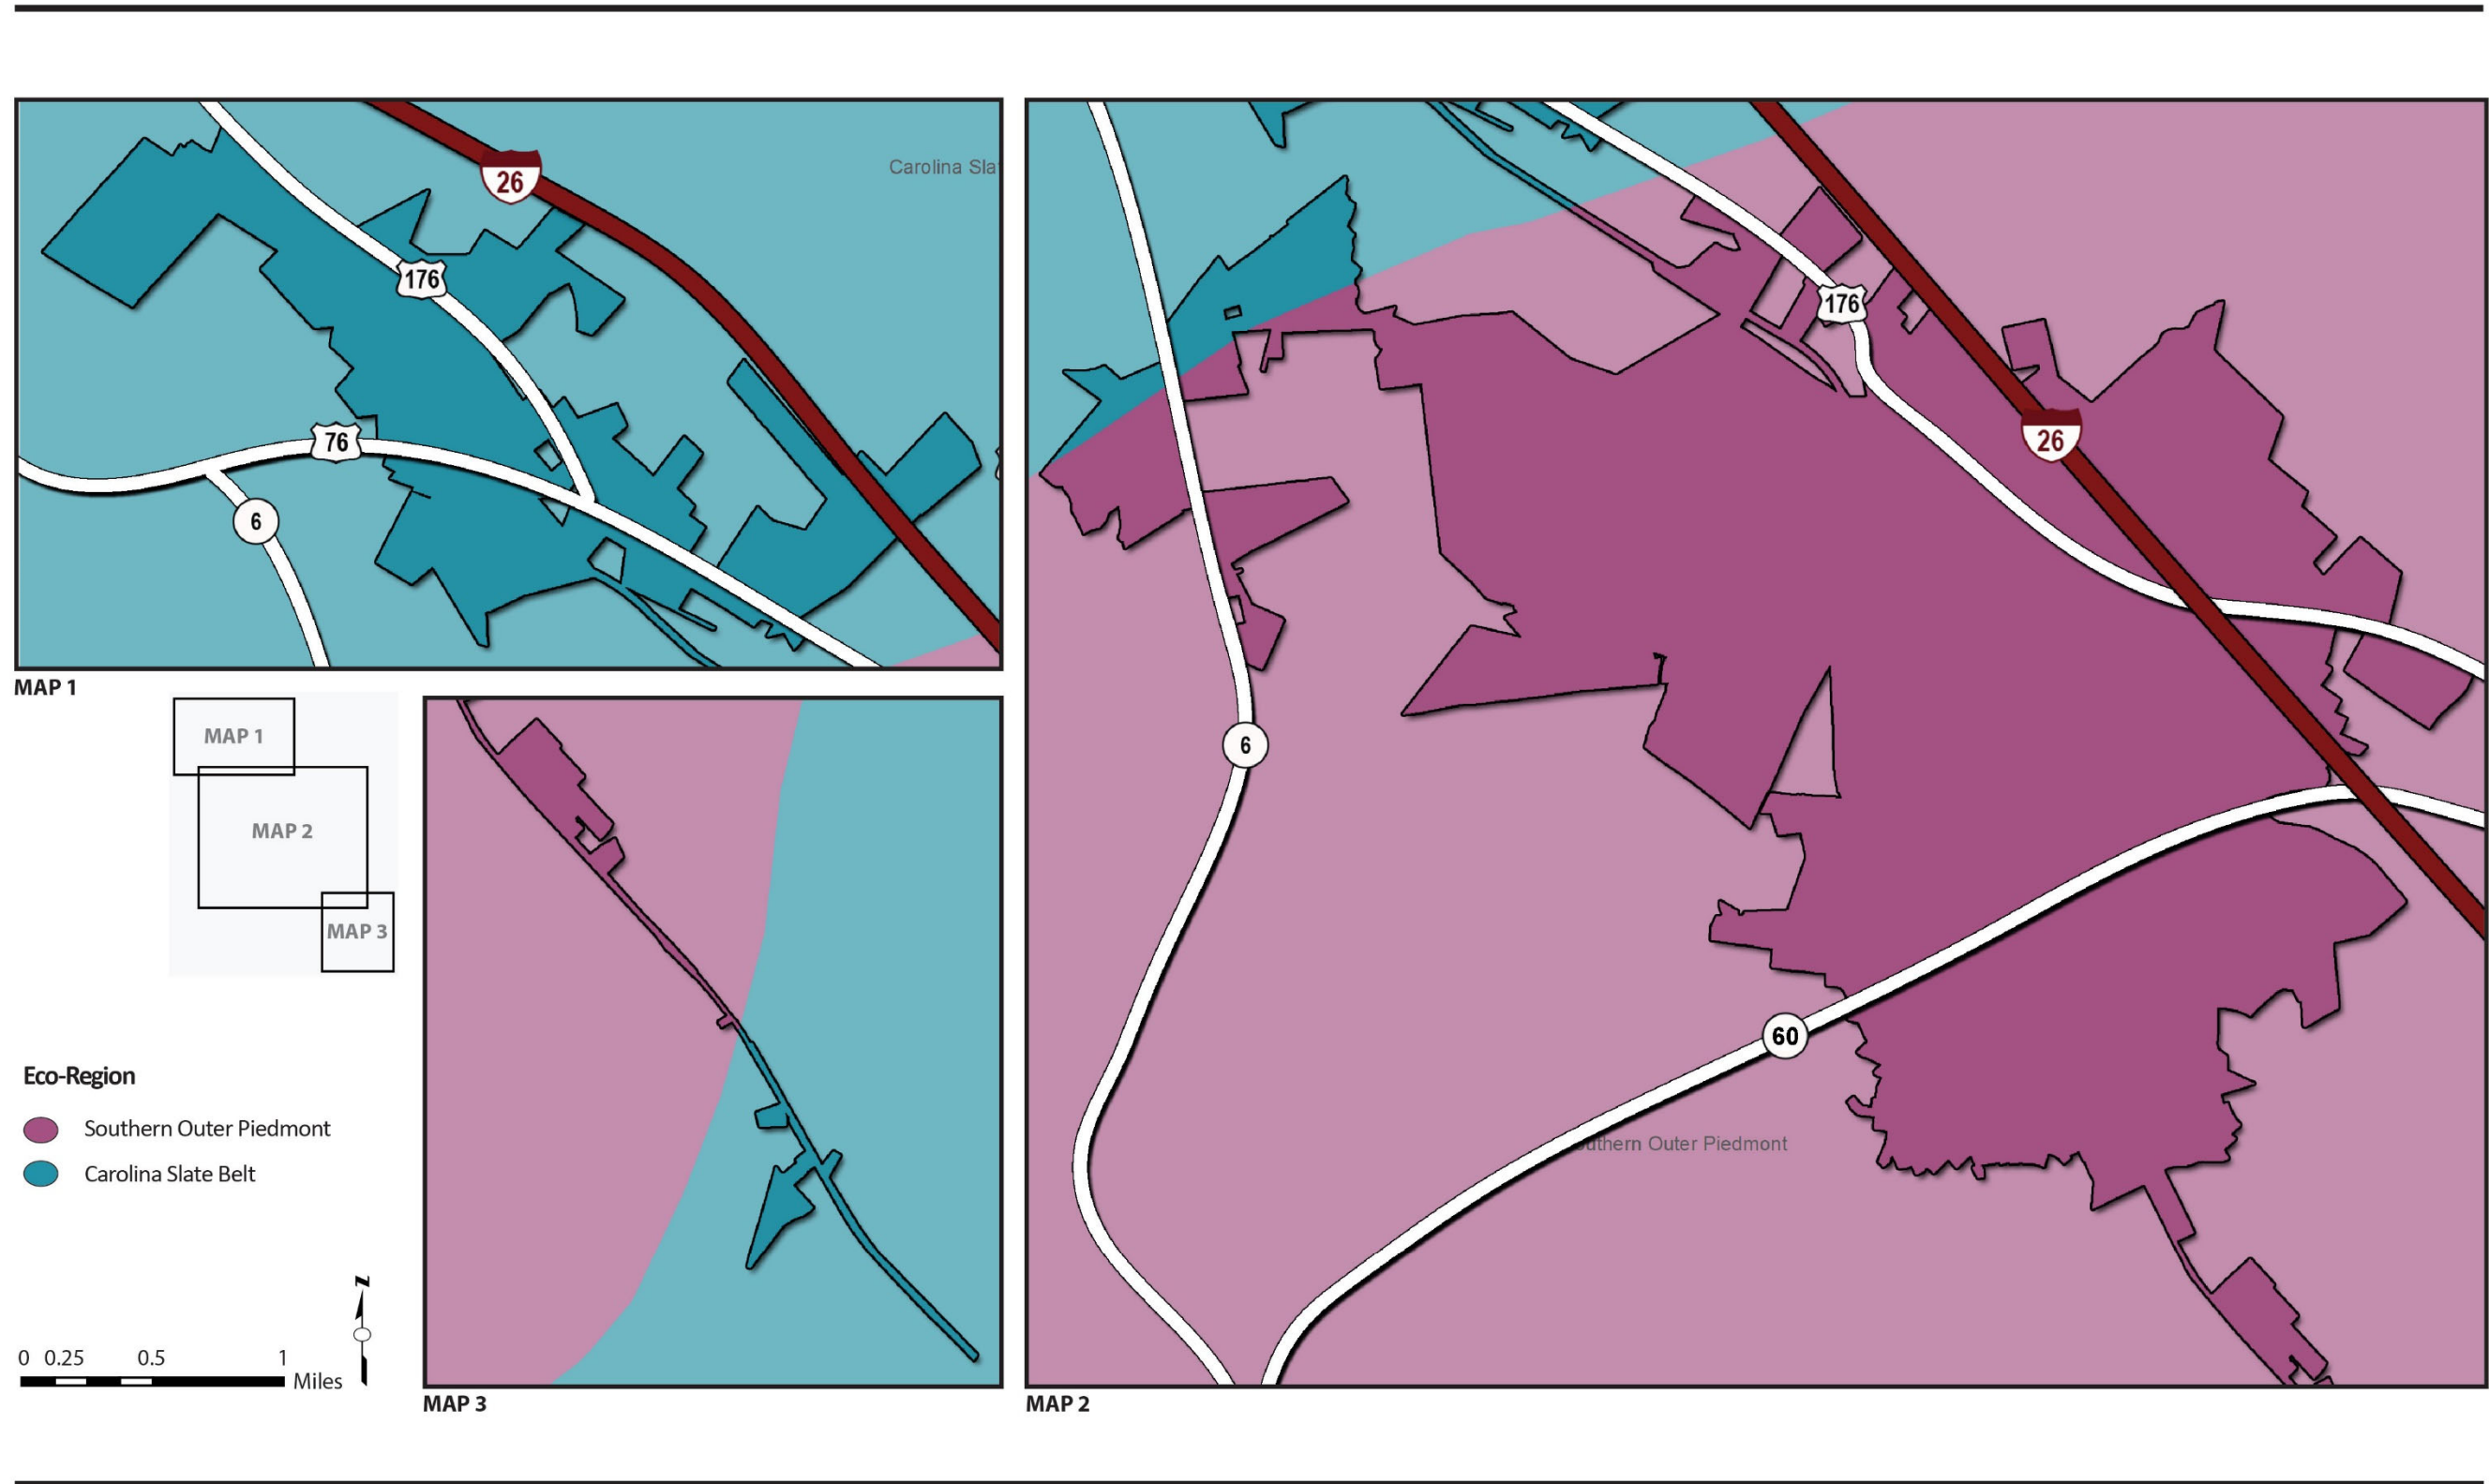 Carolina Sla
26
176
76
6
MAP 1
176
26
6
60
uthern Outer Piedmont
MAP 2
MAP 1
MAP 2
MAP 3
Eco-Region
Southern Outer Piedmont
Carolina Slate Belt
N
0 0.25 0.5 1
Miles
MAP 3